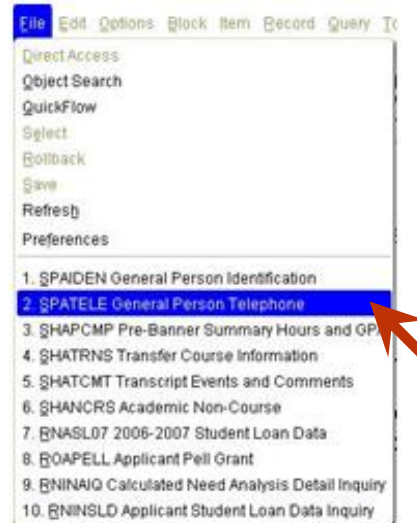 File Edit Options Block Item Record Query
Direct Access
Object Search
QuickFlow
Select
Rollback
Save
Refresh
Preferences
1. SPAIDEN General Person Identification
2. SPATELE General Person Telephone
3. SHAPCMP Pre-Banner Summary Hours and GPA
4. SHATRNS Transfer Course Information
5. SHATCMT Transcript Events and Comments
6. SHANCRS Academic Non-Course
7. RNASL07 2006-2007 Student Loan Data
8. ROAPELL Applicant Pell Grant
9. RNINAIQ Calculated Need Analysis Detail Inquiry
10. RNINSLD Applicant Student Loan Data Inquiry